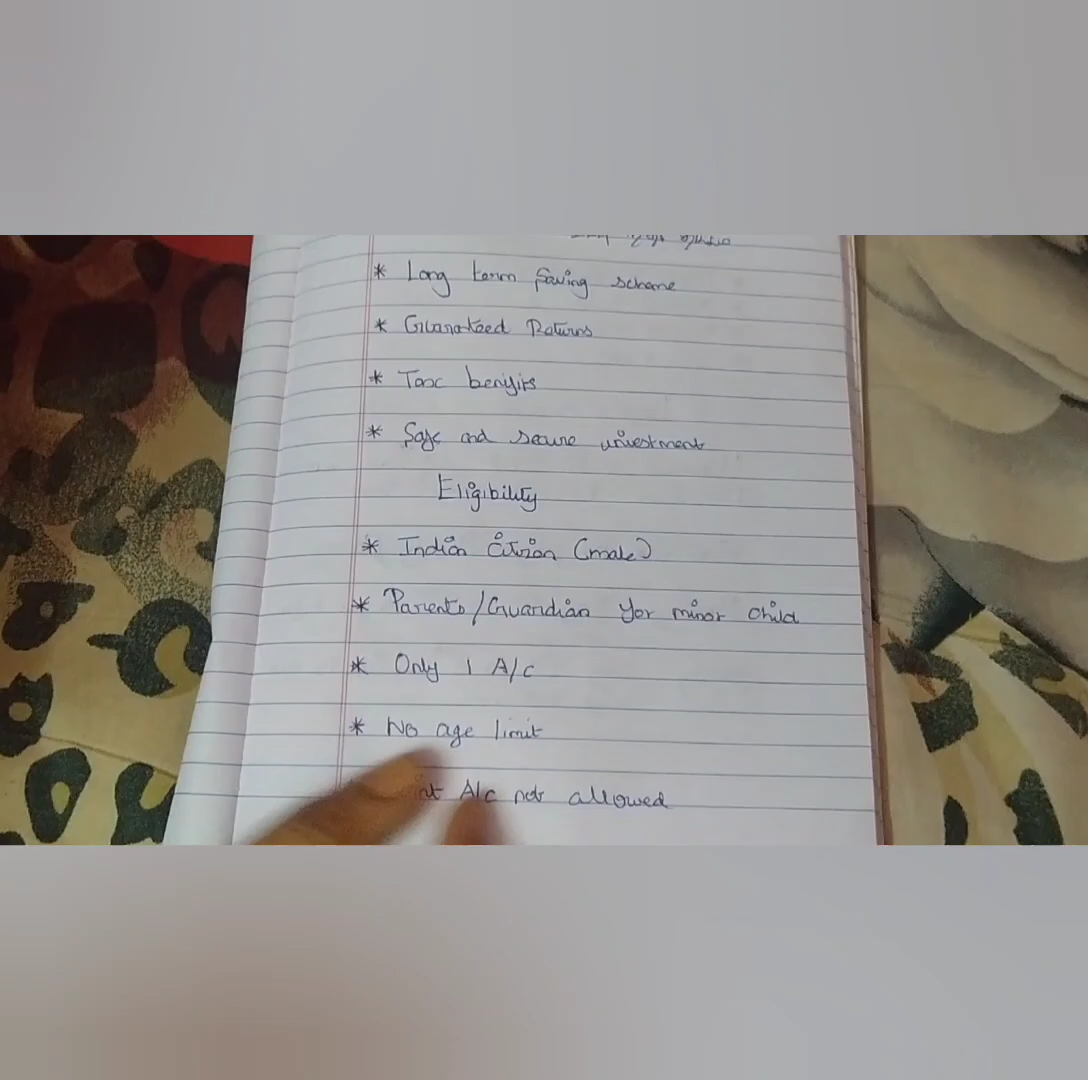 * Long term Saving scheme
* Guaranteed Returns
* Tax benifits
* Safe and secure investment
Eligibility
* Indian Citizen (male)
* Parents/Guardian for minor child
* Only 1 A/c
* No age limit
A/c not allowed